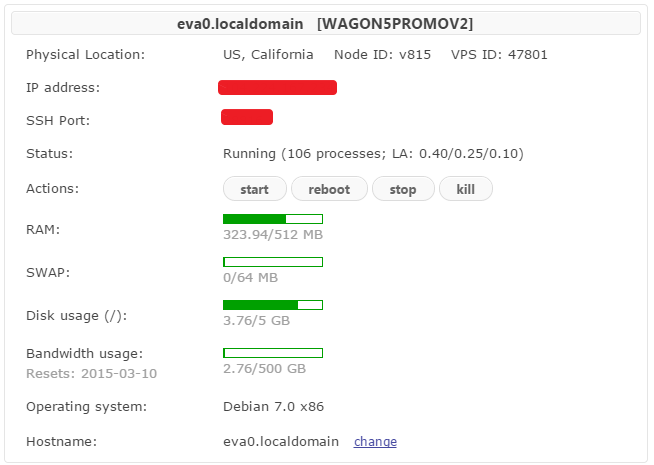 eva0.localdomain [WAGON5PROMOV2]
Physical Location: US, California Node ID: v815 VPS ID: 47801
IP address:
SSH Port:
Status: Running (106 processes; LA: 0.40/0.25/0.10)
Actions: start reboot stop kill
RAM:
323.94/512 MB
SWAP:
0/64 MB
Disk usage (/):
3.76/5 GB
Bandwidth usage:
Resets: 2015-03-10 2.76/500 GB
Operating system: Debian 7.0 x86
Hostname: eva0.localdomain change